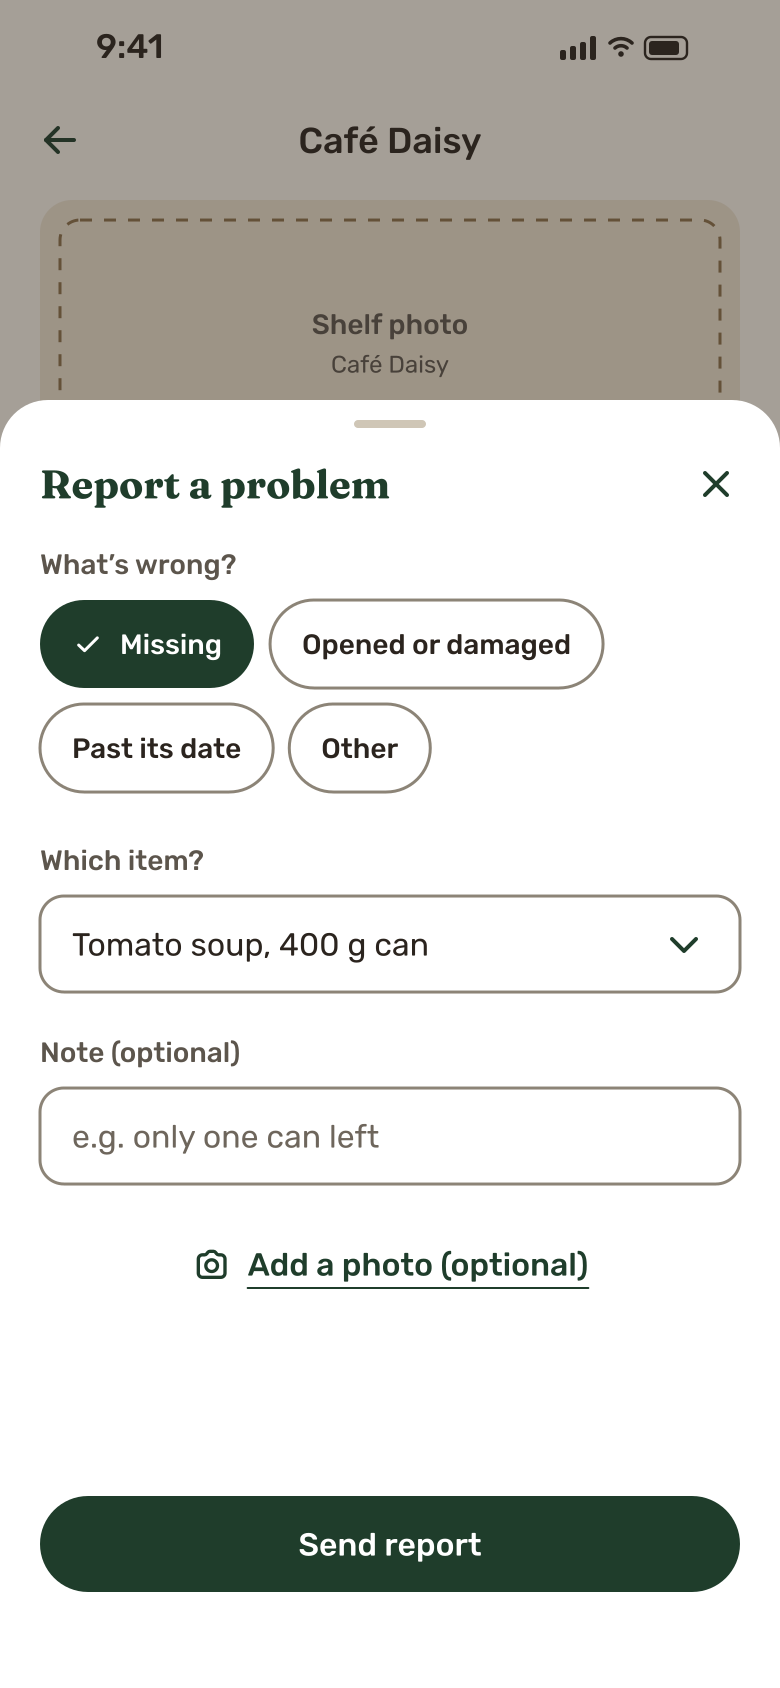 9:41
Café Daisy
Shelf photo
Café Daisy
Report a problem
What’s wrong?
Missing
Opened or damaged
Past its date
Other
Which item?
Tomato soup, 400 g can
Note (optional)
e.g. only one can left
Add a photo (optional)
Send report